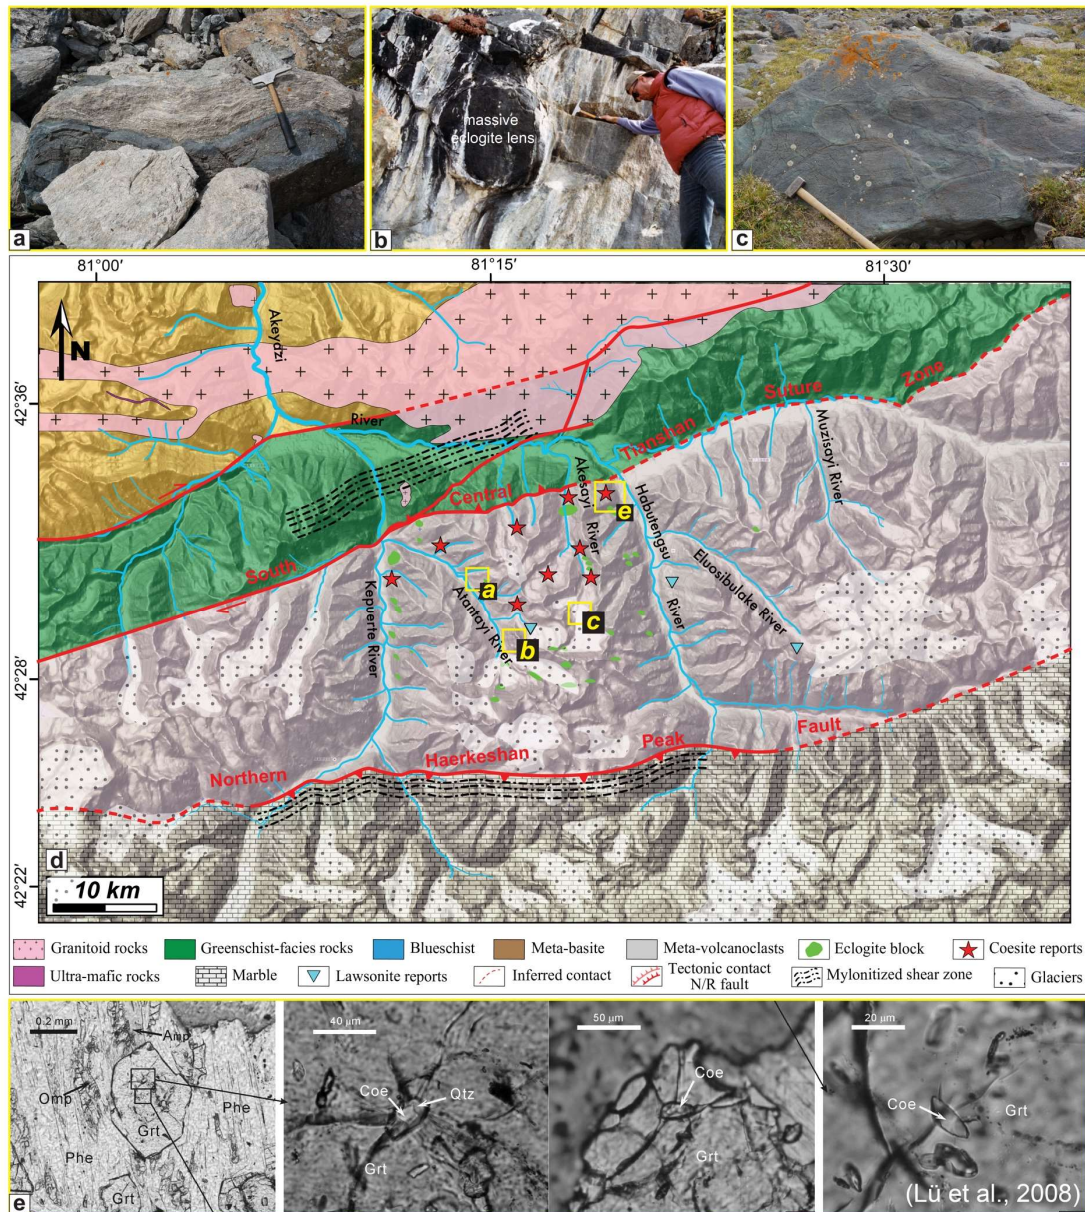 massive
eclogite lens
a
b
c
81°00'
81°15'
81°30'
N
Akeyazi
River
42°36'
42°28'
42°22'
South
Central
Tianshan
Suture
Zone
Akesayi
River
Habutengsu
River
Muzisayi River
Eluosibulake River
Kepuerte River
Atantayi River
e
a
b
c
Northern
Haerkeshan
Peak
Fault
d
10 km
Granitoid rocks
Greenschist-facies rocks
Blueschist
Meta-basite
Meta-volcanoclasts
Eclogite block
Coesite reports
Ultra-mafic rocks
Marble
Lawsonite reports
Inferred contact
Tectonic contact
N/R fault
Mylonitized shear zone
Glaciers
0.2 mm
Amp
Omp
Phe
Grt
Phe
Grt
e
40 μm
Coe
Qtz
Grt
50 μm
Coe
Grt
20 μm
Coe
Grt
(Lü et al., 2008)